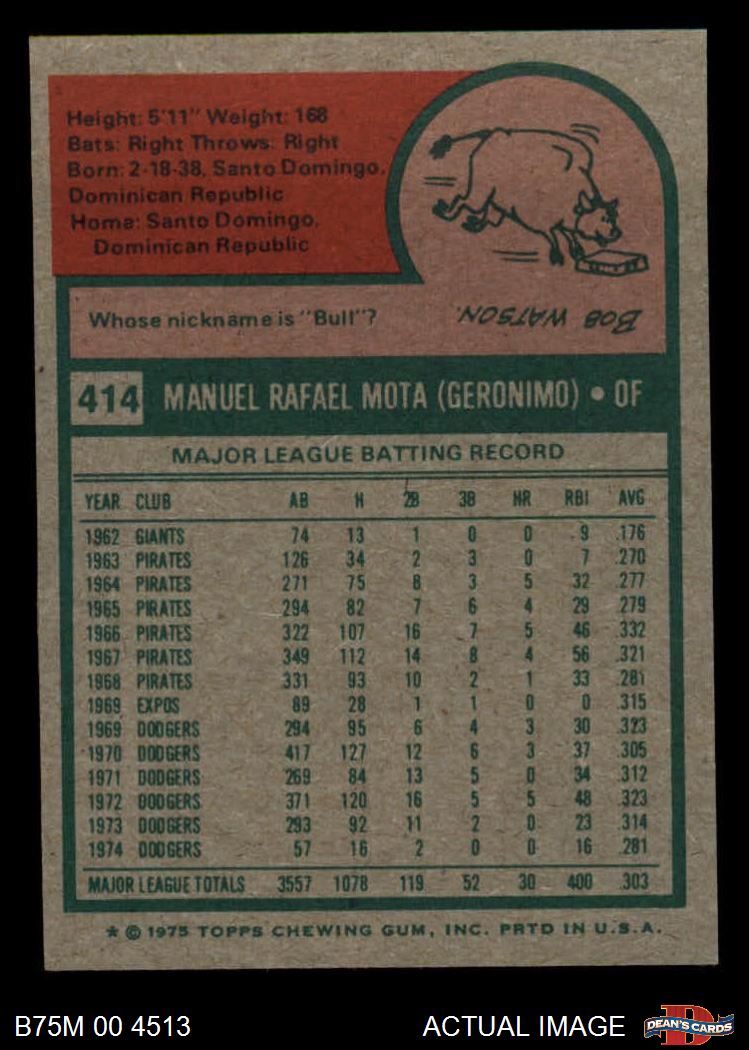 Height: 5'11" Weight: 168
Bats: Right Throws: Right
Born: 2-18-38, Santo Domingo,
Dominican Republic
Home: Santo Domingo,
Dominican Republic
Whose nickname is "Bull"?
BOB WATSON.
414 MANUEL RAFAEL MOTA (GERONIMO) • OF
MAJOR LEAGUE BATTING RECORD
YEAR CLUB AB H 2B 3B HR RBI AVG
1962 GIANTS 74 13 1 0 0 9 .176
1963 PIRATES 126 34 2 3 0 7 .270
1964 PIRATES 271 75 8 3 5 32 .277
1965 PIRATES 294 82 7 6 4 29 .279
1966 PIRATES 322 107 16 7 5 46 .332
1967 PIRATES 349 112 14 8 4 56 .321
1968 PIRATES 331 93 10 2 1 33 .281
1969 EXPOS 89 28 1 1 0 0 .315
1969 DODGERS 294 95 6 4 3 30 .323
1970 DODGERS 417 127 12 6 3 37 .305
1971 DODGERS 269 84 13 5 0 34 .312
1972 DODGERS 371 120 16 5 5 48 .323
1973 DODGERS 293 92 11 2 0 23 .314
1974 DODGERS 57 16 2 0 0 16 .281
MAJOR LEAGUE TOTALS 3557 1078 119 52 30 400 .303
* © 1975 TOPPS CHEWING GUM, INC. PRTD IN U.S.A.
B75M 00 4513
ACTUAL IMAGE
D
DEAN'S CARDS